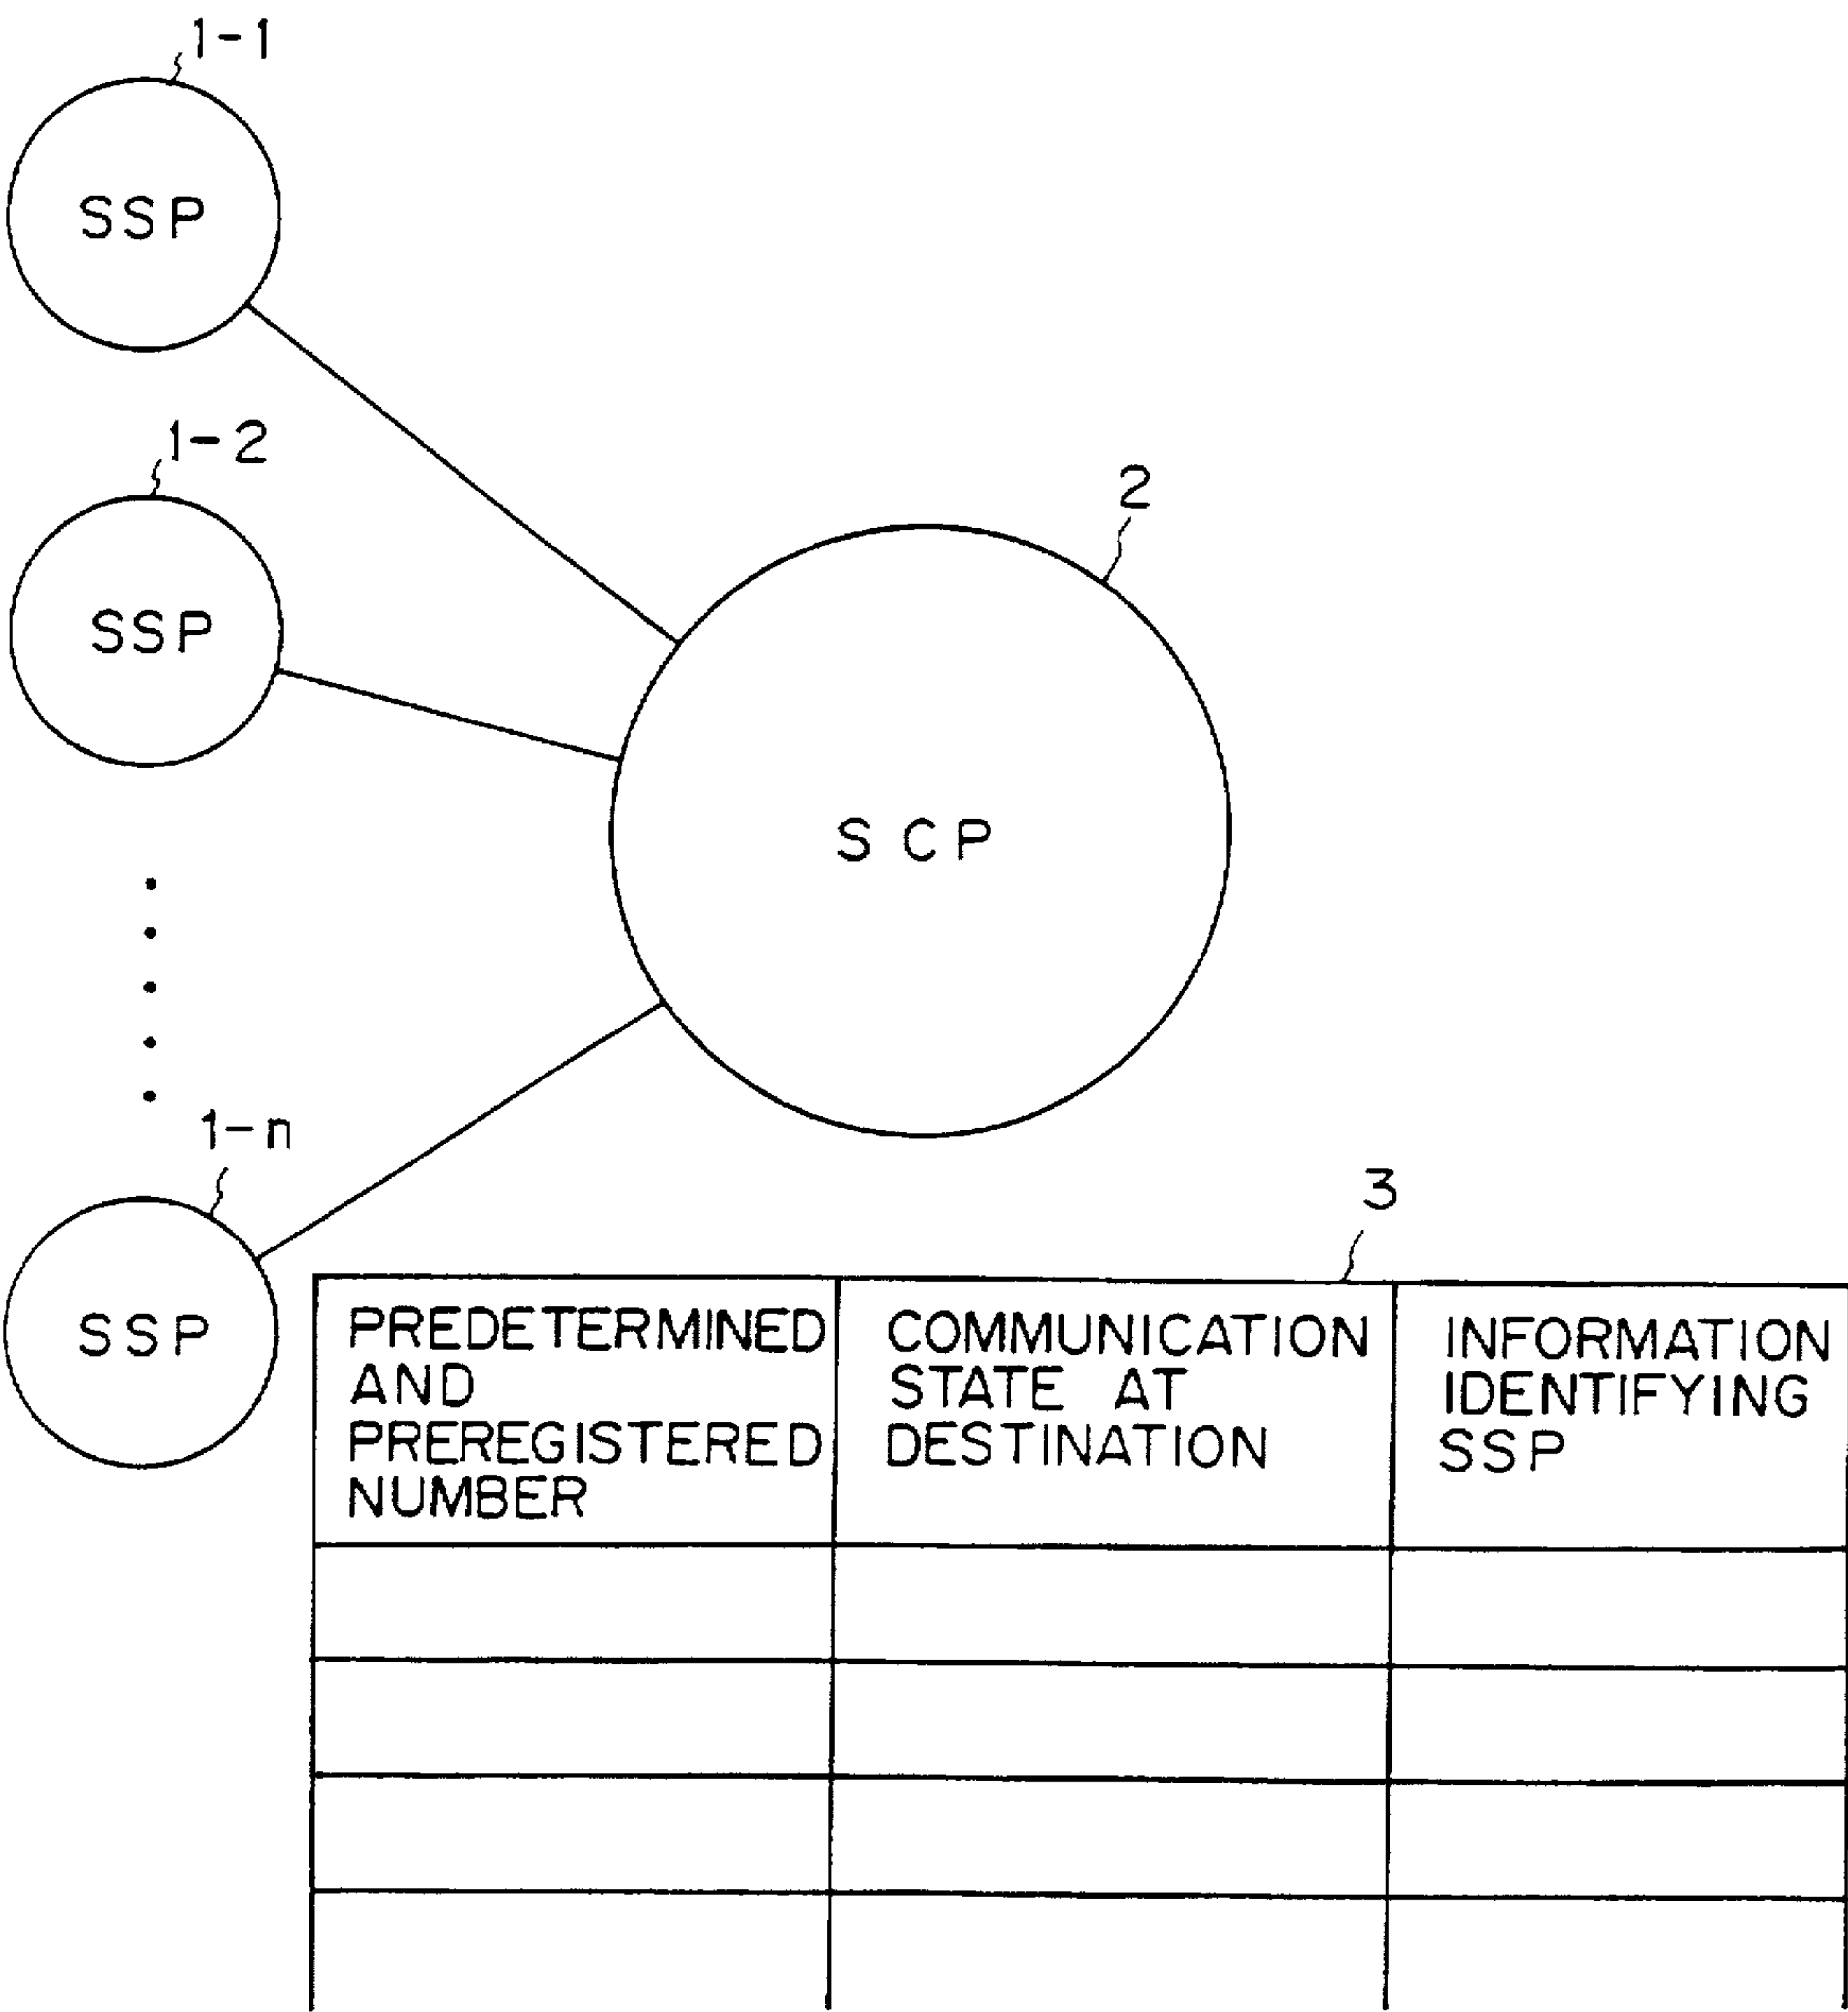 1-1
SSP
1-2
SSP
2
SCP
1-n
SSP
3
PREDETERMINED
AND
PREREGISTERED
NUMBER
COMMUNICATION
STATE AT
DESTINATION
INFORMATION
IDENTIFYING
SSP